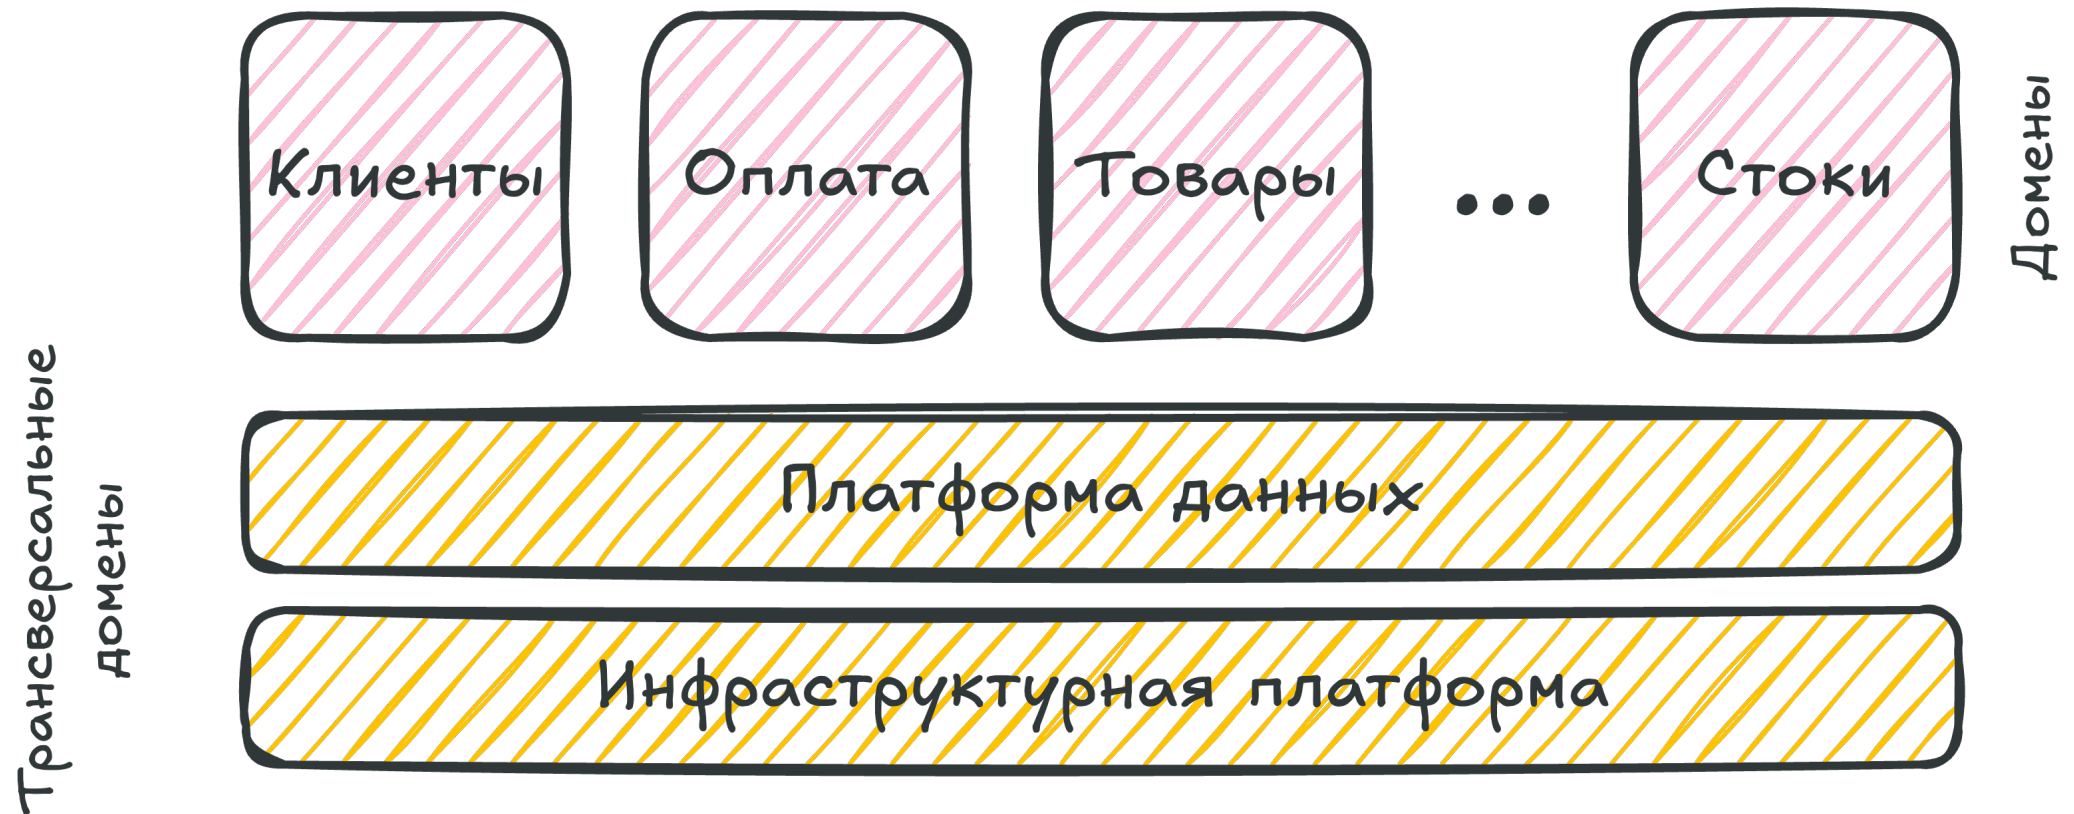 Клиенты
Оплата
Товары
...
Стоки
Домены
Трансверсальные
домены
Платформа данных
Инфраструктурная платформа